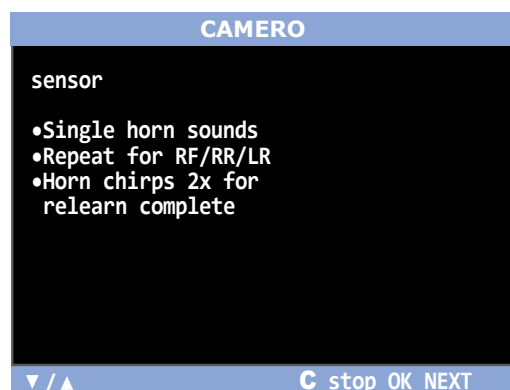 CAMERO
sensor
•Single horn sounds
•Repeat for RF/RR/LR
•Horn chirps 2x for
relearn complete
▼/▲ C stop OK NEXT